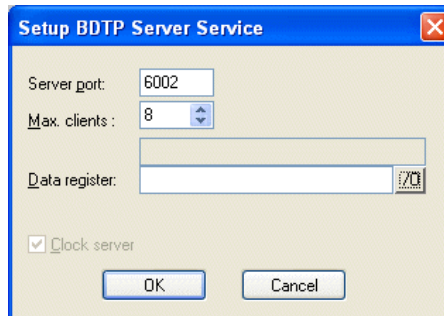 Setup BDTP Server Service
Server port: 6002
Max. clients : 8
Data register: I/O
Clock server
OK Cancel